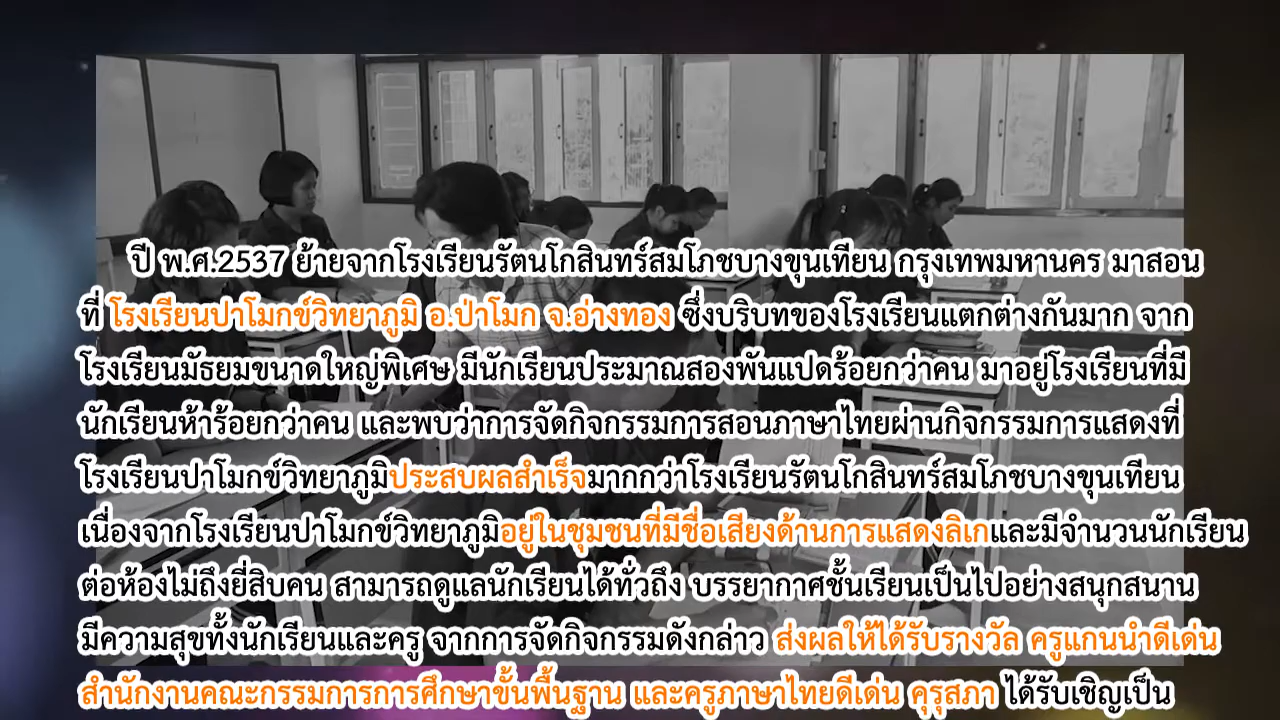 ปี พ.ศ.2537 ย้ายจากโรงเรียนรัตนโกสินทร์สมโภชบางขุนเทียน กรุงเทพมหานคร มาสอน
ที่ โรงเรียนปาโมกข์วิทยาภูมิ อ.ป่าโมก จ.อ่างทอง ซึ่งบริบทของโรงเรียนแตกต่างกันมาก จาก
โรงเรียนมัธยมขนาดใหญ่พิเศษ มีนักเรียนประมาณสองพันแปดร้อยกว่าคน มาอยู่โรงเรียนที่มี
นักเรียนห้าร้อยกว่าคน และพบว่าการจัดกิจกรรมการสอนภาษาไทยผ่านกิจกรรมการแสดงที่
โรงเรียนปาโมกข์วิทยาภูมิประสบผลสำเร็จมากกว่าโรงเรียนรัตนโกสินทร์สมโภชบางขุนเทียน
เนื่องจากโรงเรียนปาโมกข์วิทยาภูมิอยู่ในชุมชนที่มีชื่อเสียงด้านการแสดงลิเกและมีจำนวนนักเรียน
ต่อห้องไม่ถึงยี่สิบคน สามารถดูแลนักเรียนได้ทั่วถึง บรรยากาศชั้นเรียนเป็นไปอย่างสนุกสนาน
มีความสุขทั้งนักเรียนและครู จากการจัดกิจกรรมดังกล่าว ส่งผลให้ได้รับรางวัล ครูแกนนำดีเด่น
สำนักงานคณะกรรมการการศึกษาขั้นพื้นฐาน และครูภาษาไทยดีเด่น คุรุสภา ได้รับเชิญเป็น